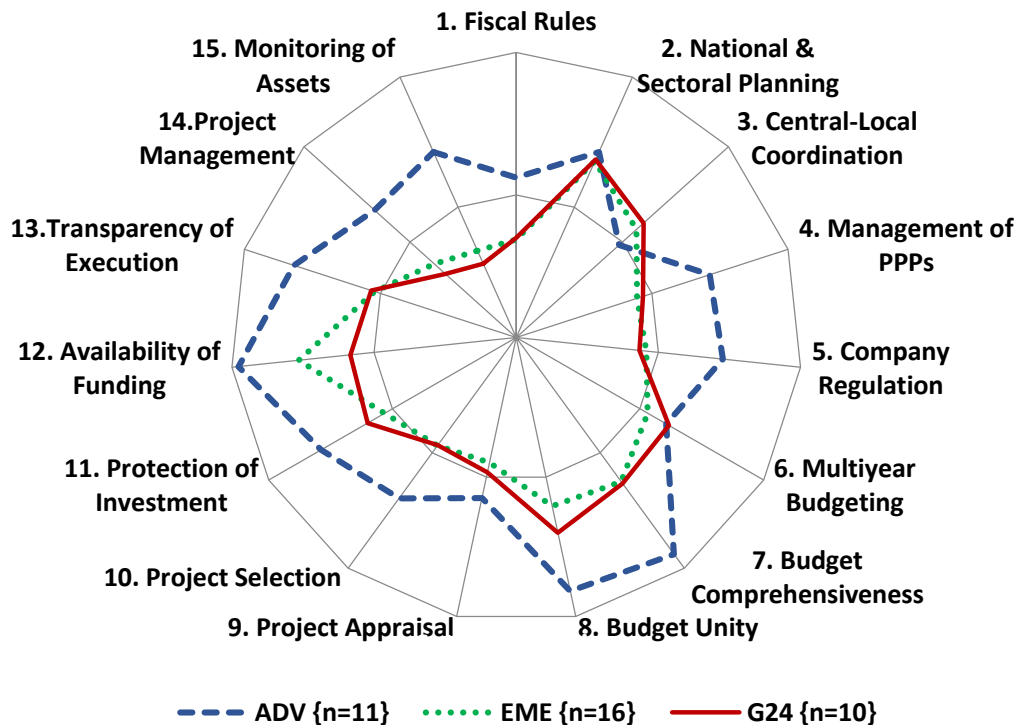 1. Fiscal Rules
2. National &
Sectoral Planning
3. Central-Local
Coordination
4. Management of
PPPs
5. Company
Regulation
6. Multiyear
Budgeting
7. Budget
Comprehensiveness
8. Budget Unity
9. Project Appraisal
10. Project Selection
11. Protection of
Investment
12. Availability of
Funding
13.Transparency of
Execution
14.Project
Management
15. Monitoring of
Assets
ADV {n=11} EME {n=16} G24 {n=10}